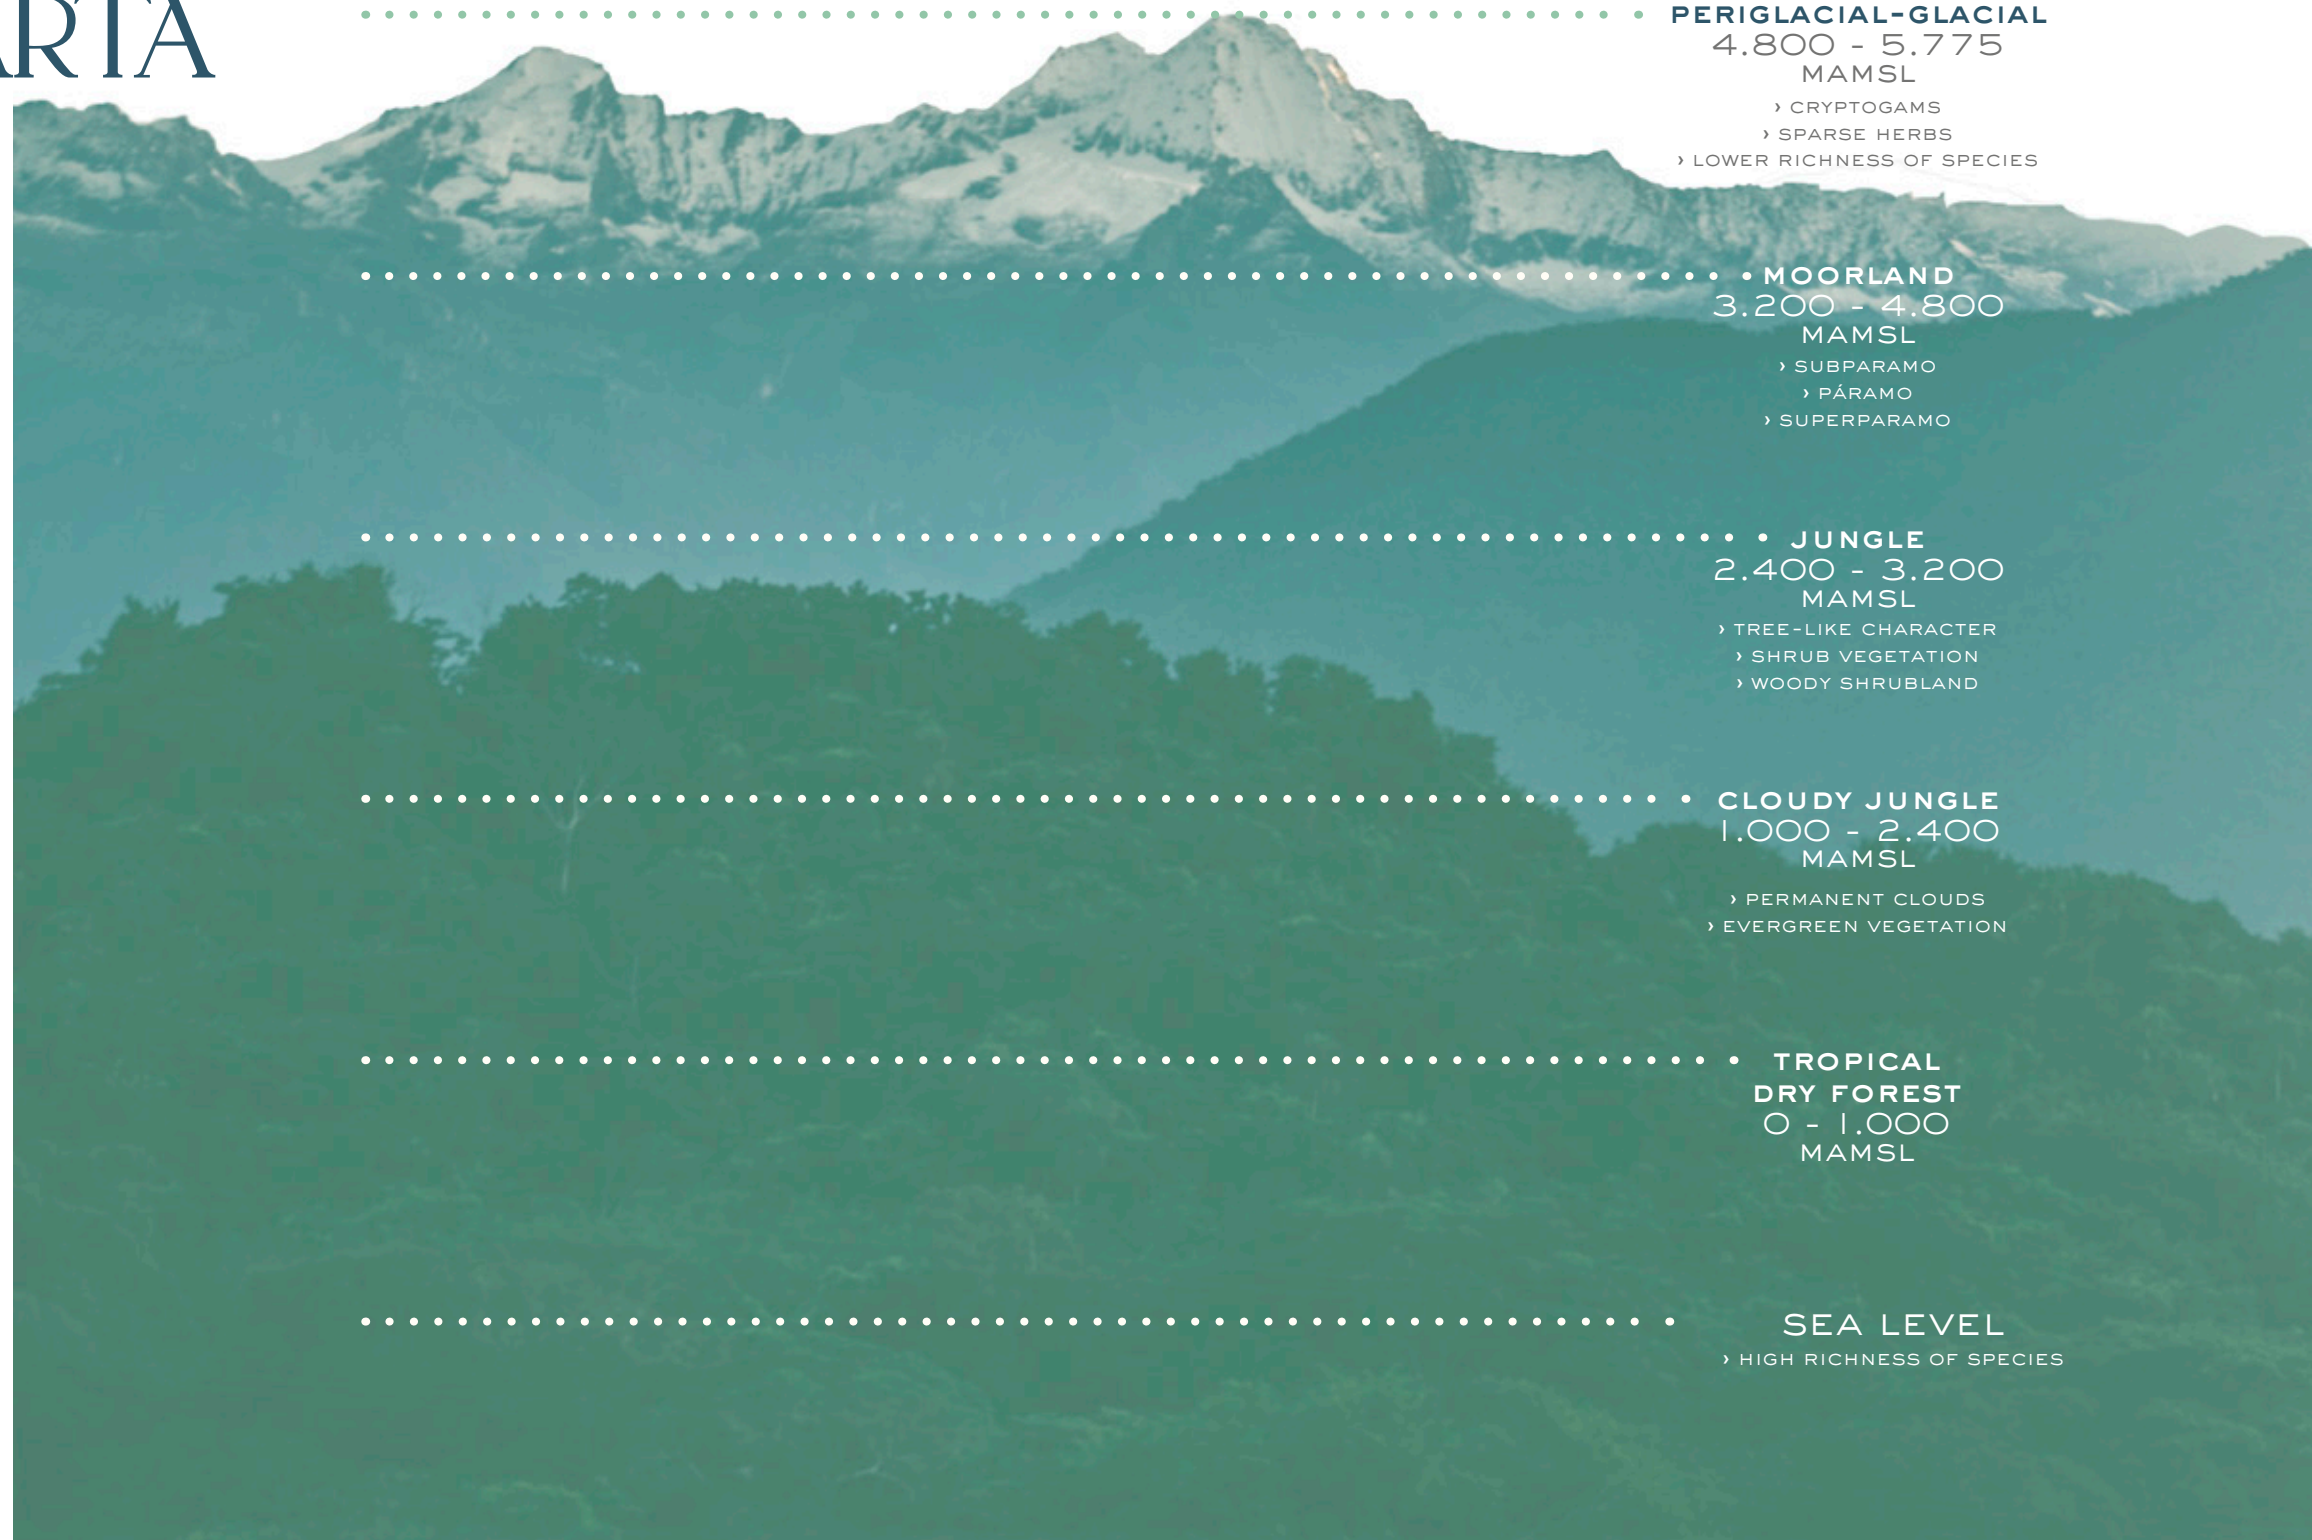 ARTA
PERIGLACIAL-GLACIAL
4.800 - 5.775
MAMSL
› CRYPTOGAMS
› SPARSE HERBS
› LOWER RICHNESS OF SPECIES
MOORLAND
3.200 - 4.800
MAMSL
› SUBPARAMO
› PÁRAMO
› SUPERPARAMO
JUNGLE
2.400 - 3.200
MAMSL
› TREE-LIKE CHARACTER
› SHRUB VEGETATION
› WOODY SHRUBLAND
CLOUDY JUNGLE
1.000 - 2.400
MAMSL
› PERMANENT CLOUDS
› EVERGREEN VEGETATION
TROPICAL
DRY FOREST
0 - 1.000
MAMSL
SEA LEVEL
› HIGH RICHNESS OF SPECIES